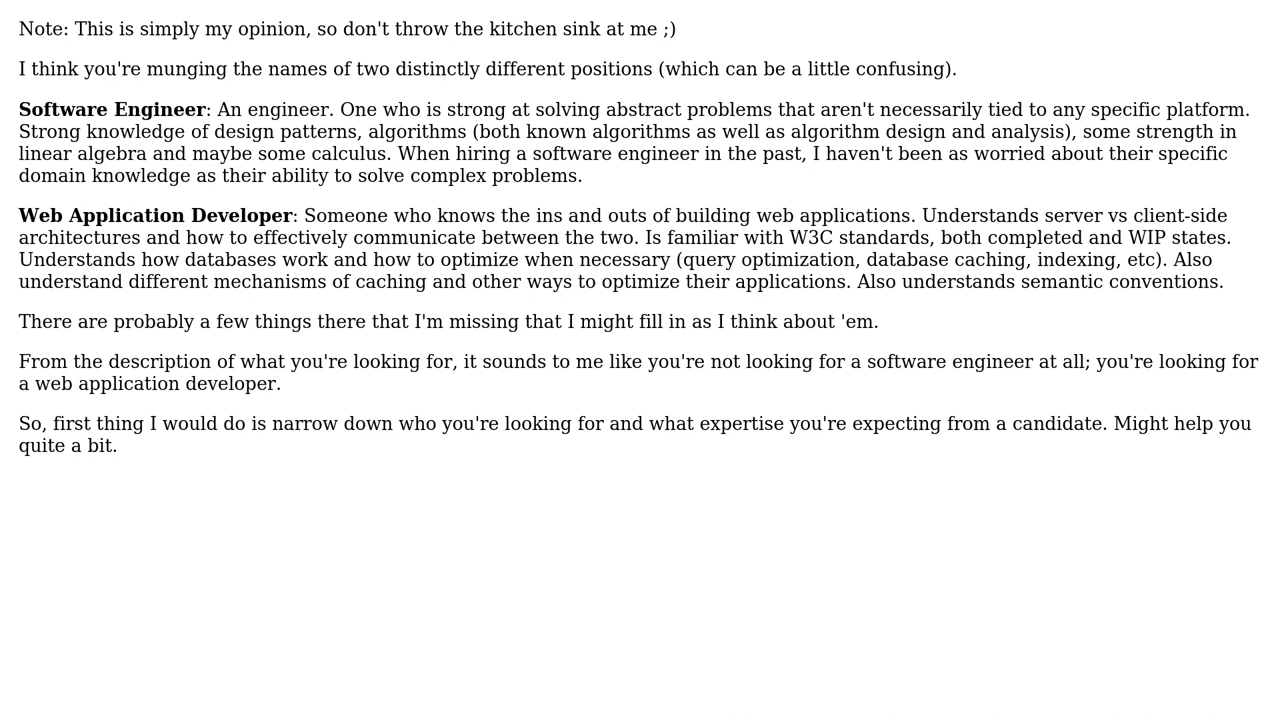 Note: This is simply my opinion, so don't throw the kitchen sink at me ;)
I think you're munging the names of two distinctly different positions (which can be a little confusing).
Software Engineer: An engineer. One who is strong at solving abstract problems that aren't necessarily tied to any specific platform.
Strong knowledge of design patterns, algorithms (both known algorithms as well as algorithm design and analysis), some strength in
linear algebra and maybe some calculus. When hiring a software engineer in the past, I haven't been as worried about their specific
domain knowledge as their ability to solve complex problems.
Web Application Developer: Someone who knows the ins and outs of building web applications. Understands server vs client-side
architectures and how to effectively communicate between the two. Is familiar with W3C standards, both completed and WIP states.
Understands how databases work and how to optimize when necessary (query optimization, database caching, indexing, etc). Also
understand different mechanisms of caching and other ways to optimize their applications. Also understands semantic conventions.
There are probably a few things there that I'm missing that I might fill in as I think about 'em.
From the description of what you're looking for, it sounds to me like you're not looking for a software engineer at all; you're looking for
a web application developer.
So, first thing I would do is narrow down who you're looking for and what expertise you're expecting from a candidate. Might help you
quite a bit.